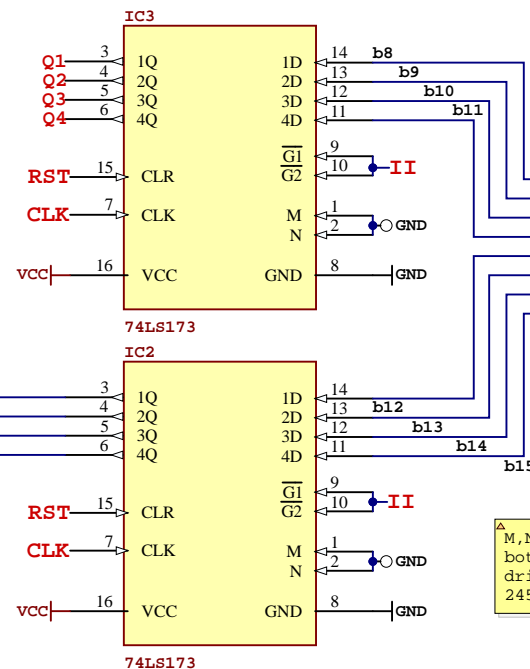 IC3
Q1 3 1Q 1D 14 b8
Q2 4 2Q 2D 13 b9
Q3 5 3Q 3D 12 b10
Q4 6 4Q 4D 11 b11
G1 9
G2 10 II
RST 15 CLR
CLK 7 CLK M 1
N 2 GND
VCC 16 VCC GND 8 GND
74LS173
IC2
3 1Q 1D 14
4 2Q 2D 13 b12
5 3Q 3D 12 b13
6 4Q 4D 11 b14
b15
G1 9
G2 10 II
RST 15 CLR
CLK 7 CLK M 1
N 2 GND
VCC 16 VCC GND 8 GND
74LS173
M,N
bot
dri
245